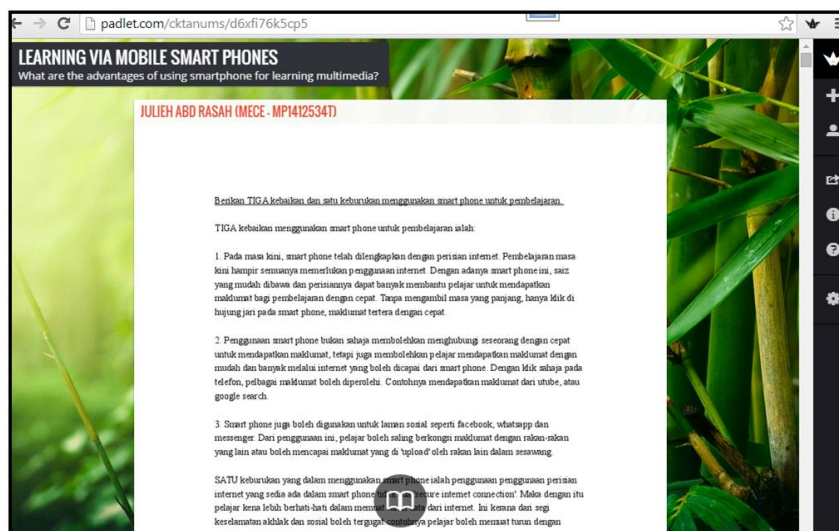 padlet.com/cktanums/d6xfi76k5cp5
LEARNING VIA MOBILE SMART PHONES
What are the advantages of using smartphone for learning multimedia?
JULIEH ABD RASAH (MECE - MP1412534T)
Berikan TIGA kebaikan dan satu keburukan menggunakan smart phone untuk pembelajaran.
TIGA kebaikan menggunakan smart phone untuk pembelajaran ialah:
1. Pada masa kini, smart phone telah dilengkapkan dengan perisian internet. Pembelajaran masa
kini hampir semuanya memerlukan penggunaan internet. Dengan adanya smart phone ini, saiz
yang mudah dibawa dan perisiannya dapat banyak membantu pelajar untuk mendapatkan
maklumat bagi pembelajaran dengan cepat. Tanpa mengambil masa yang panjang, hanya klik di
hujung jari pada smart phone, maklumat tertera dengan cepat.
2. Penggunaan smart phone bukan sahaja membolehkan menghubungi seseorang dengan cepat
untuk mendapatkan maklumat, tetapi juga membolehkan pelajar mendapatkan maklumat dengan
mudah dan banyak melalui internet yang boleh dicapai dari smart phone. Dengan klik sahaja pada
telefon, pelbagai maklumat boleh diperolehi. Contohnya mendapatkan maklumat dari utube, atau
google search.
3. Smart phone juga boleh digunakan untuk laman sosial seperti facebook, whatsapp dan
messenger. Dari penggunaan ini, pelajar boleh saling berkongsi maklumat dengan rakan-rakan
yang lain atau boleh mencapai maklumat yang di 'upload' oleh rakan lain dalam sesawang.
SATU keburukan yang dalam menggunakan smart phone ialah penggunaan penggunaan perisian
internet yang sedia ada dalam smart phone secure internet connection'. Maka dengan itu
pelajar kena lebih berhati-hati dalam dari internet. Ini kerana dari segi
keselamatan akhlak dan sosial boleh tergugat contohnya pelajar boleh memuat turun dengan